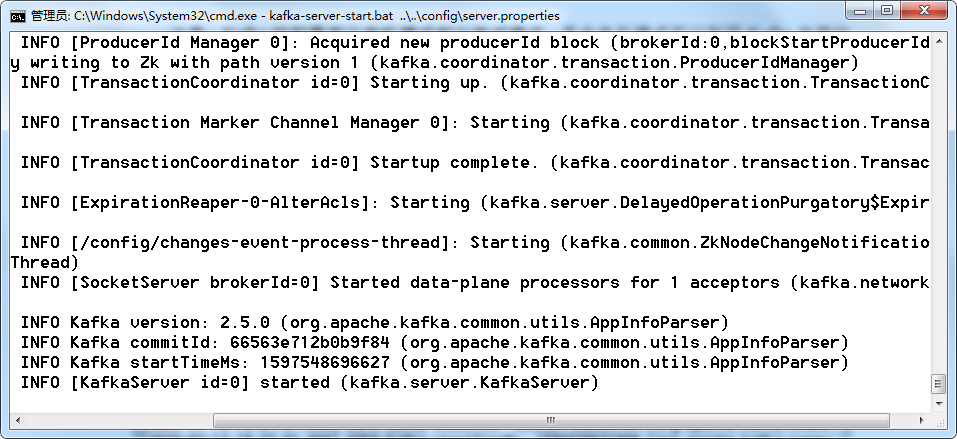 管理员: C:\Windows\System32\cmd.exe - kafka-server-start.bat  ..\..\config\server.properties
INFO [ProducerId Manager 0]: Acquired new producerId block (brokerId:0,blockStartProducerId
y writing to Zk with path version 1 (kafka.coordinator.transaction.ProducerIdManager)
INFO [TransactionCoordinator id=0] Starting up. (kafka.coordinator.transaction.TransactionC
INFO [Transaction Marker Channel Manager 0]: Starting (kafka.coordinator.transaction.Transa
INFO [TransactionCoordinator id=0] Startup complete. (kafka.coordinator.transaction.Transac
INFO [ExpirationReaper-0-AlterAcls]: Starting (kafka.server.DelayedOperationPurgatory$Expir
INFO [/config/changes-event-process-thread]: Starting (kafka.common.ZkNodeChangeNotificatio
Thread)
INFO [SocketServer brokerId=0] Started data-plane processors for 1 acceptors (kafka.network
INFO Kafka version: 2.5.0 (org.apache.kafka.common.utils.AppInfoParser)
INFO Kafka commitId: 66563e712b0b9f84 (org.apache.kafka.common.utils.AppInfoParser)
INFO Kafka startTimeMs: 1597548696627 (org.apache.kafka.common.utils.AppInfoParser)
INFO [KafkaServer id=0] started (kafka.server.KafkaServer)